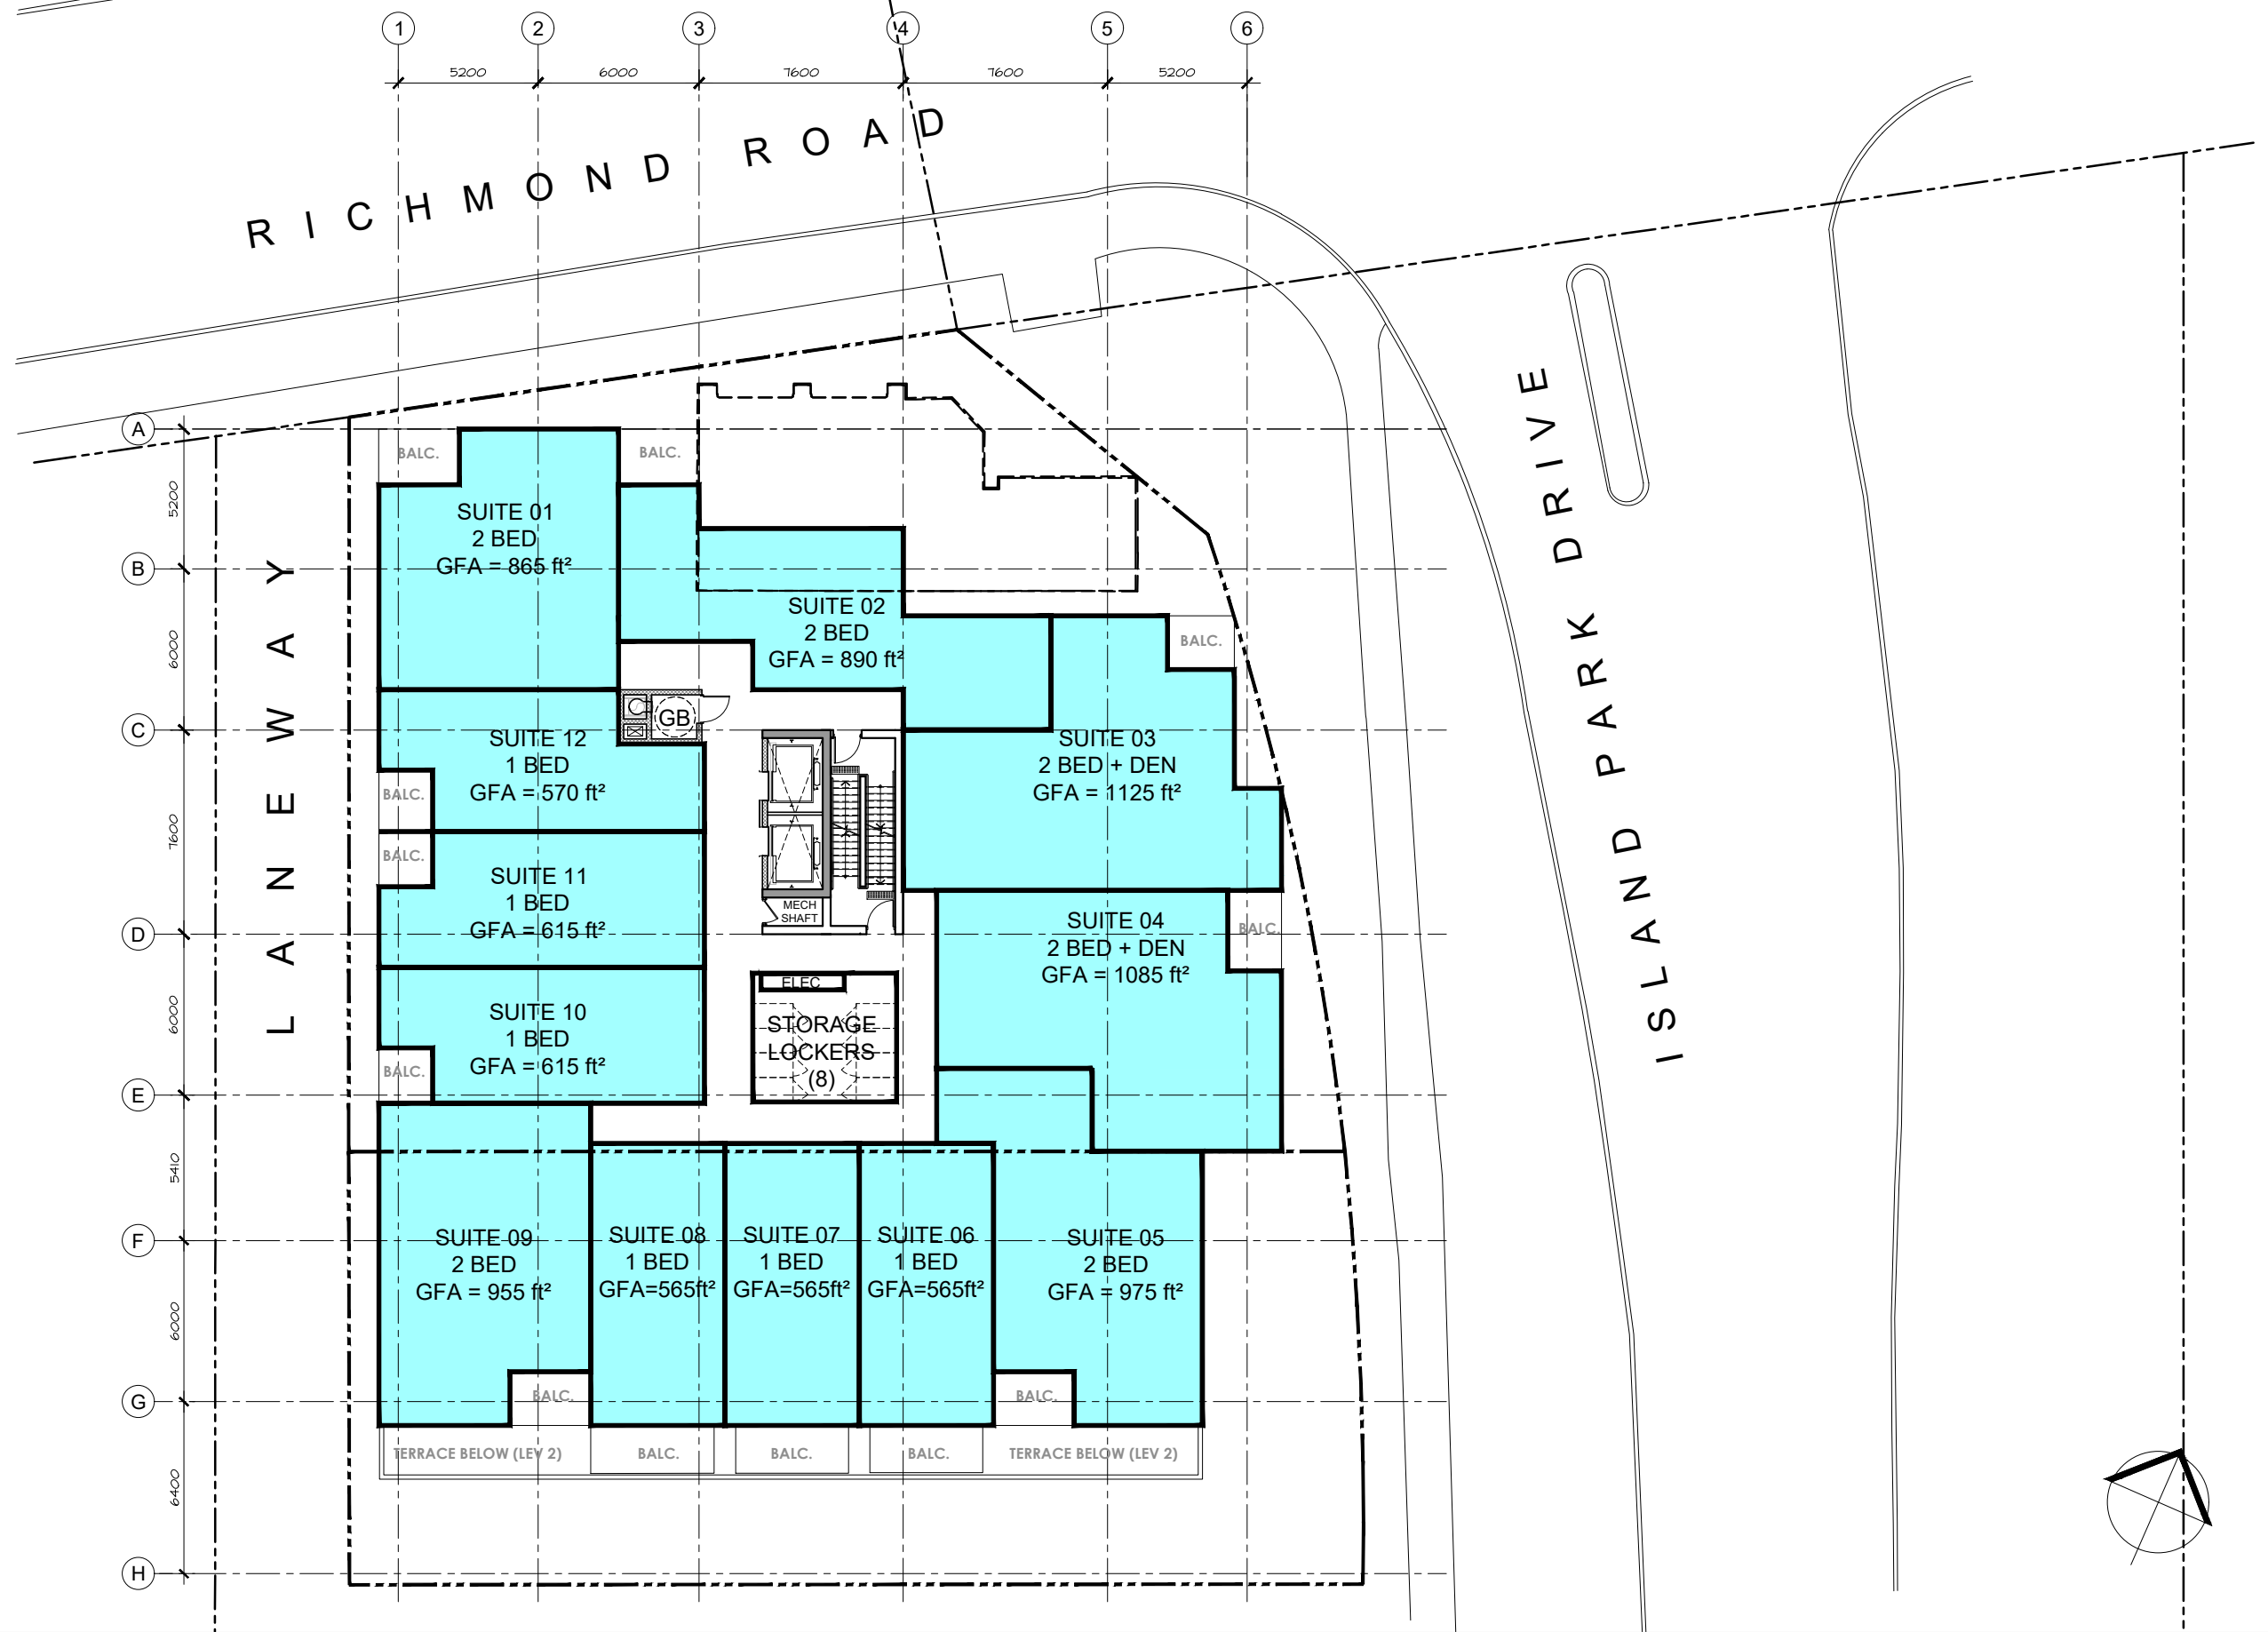 1
2
3
4
5
6
5200
6000
7600
7600
5200
RICHMOND ROAD
A
B
C
D
E
F
G
H
5200
6000
7600
6000
5410
6000
6400
LANEWAY
ISLAND PARK DRIVE
BALC.
BALC.
SUITE 01
2 BED
GFA = 865 ft²
SUITE 02
2 BED
GFA = 890 ft²
BALC.
GB
SUITE 12
1 BED
GFA = 570 ft²
BALC.
SUITE 03
2 BED + DEN
GFA = 1125 ft²
BALC.
SUITE 11
1 BED
GFA = 615 ft²
MECH
SHAFT
SUITE 04
2 BED + DEN
GFA = 1085 ft²
BALC.
ELEC
STORAGE
LOCKERS
(8)
SUITE 10
1 BED
GFA = 615 ft²
BALC.
SUITE 09
2 BED
GFA = 955 ft²
SUITE 08
1 BED
GFA=565ft²
SUITE 07
1 BED
GFA=565ft²
SUITE 06
1 BED
GFA=565ft²
SUITE 05
2 BED
GFA = 975 ft²
BALC.
BALC.
TERRACE BELOW (LEV 2)
BALC.
BALC.
BALC.
TERRACE BELOW (LEV 2)